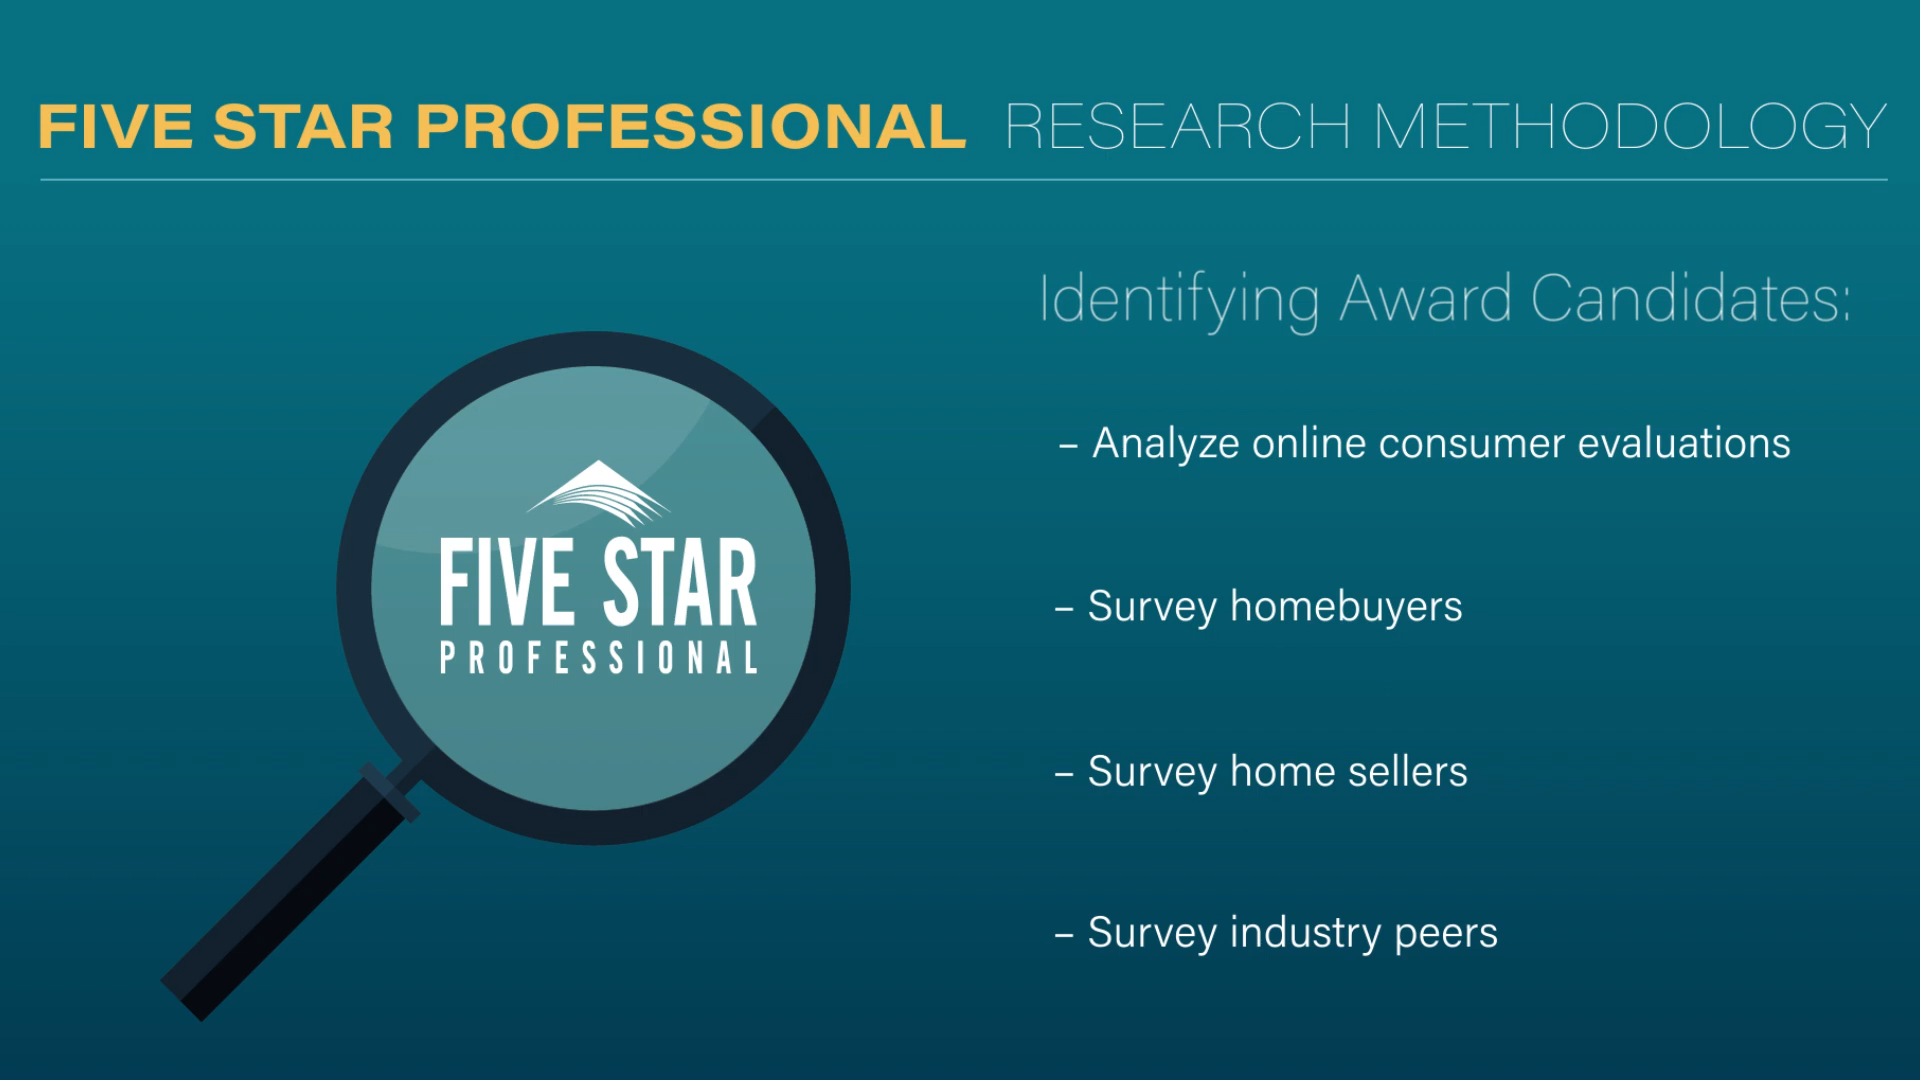 FIVE STAR PROFESSIONAL RESEARCH METHODOLOGY
FIVE STAR
PROFESSIONAL
Identifying Award Candidates:
– Analyze online consumer evaluations
– Survey homebuyers
– Survey home sellers
– Survey industry peers